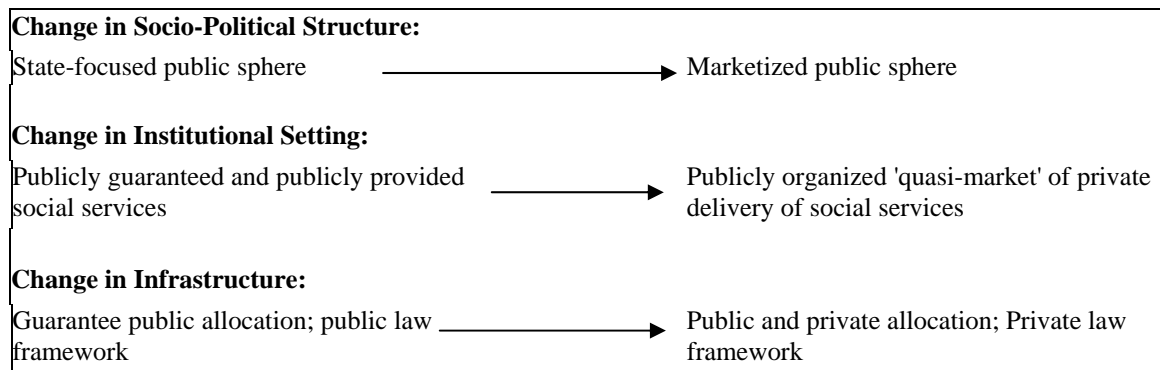 Change in Socio-Political Structure:
State-focused public sphere Marketized public sphere
Change in Institutional Setting:
Publicly guaranteed and publicly provided Publicly organized 'quasi-market' of private
social services delivery of social services
Change in Infrastructure:
Guarantee public allocation; public law Public and private allocation; Private law
framework framework